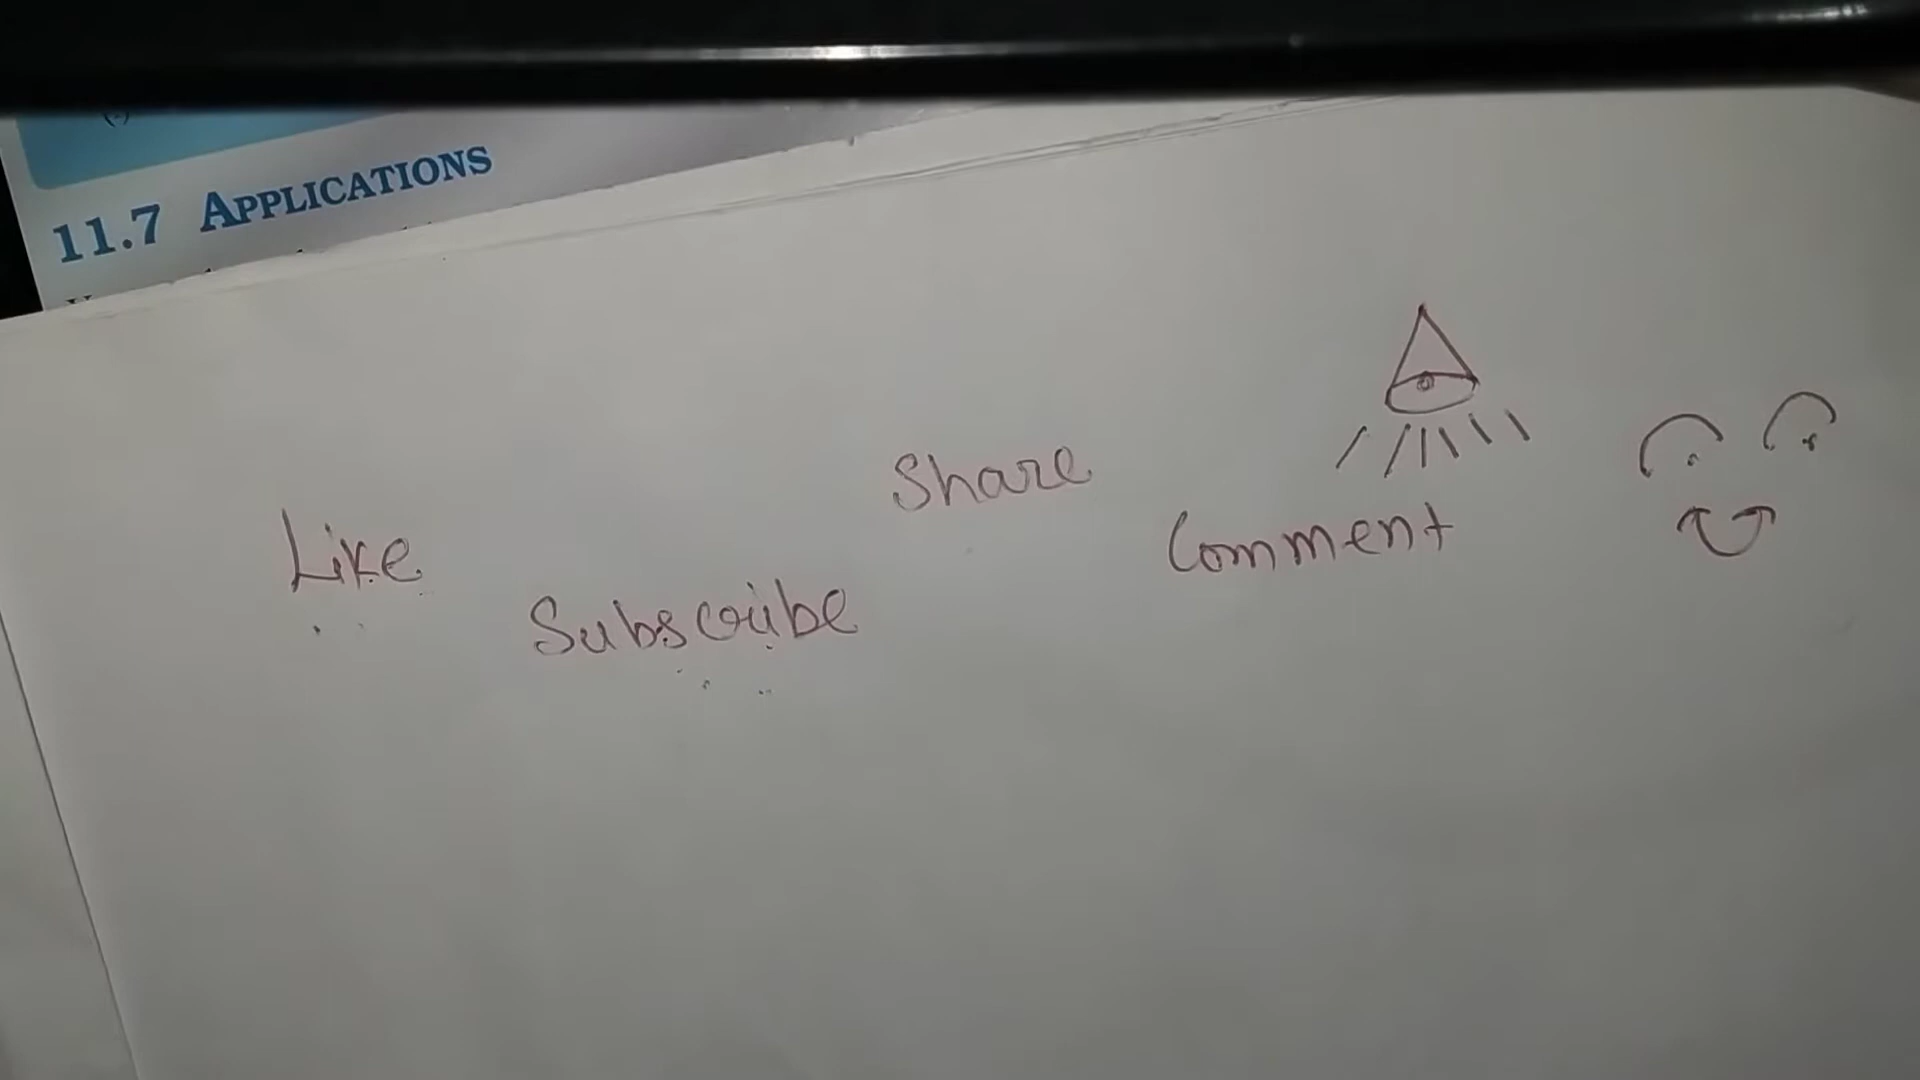 11.7 APPLICATIONS
Share
Like
Comment
Subscribe